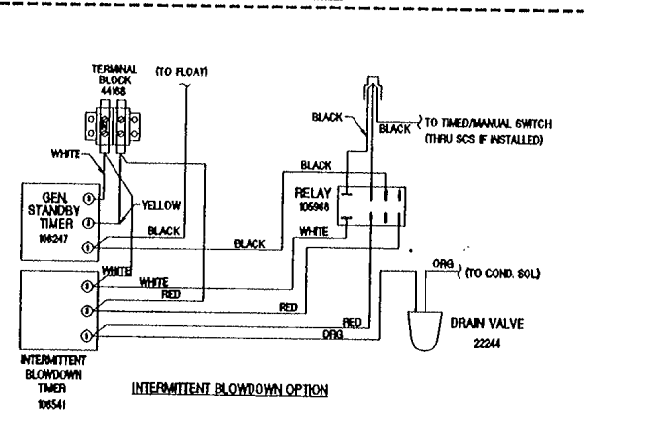 TERMINAL
BLOCK
44168
(TO FLOAT)
BLACK
BLACK
TO TIMED/MANUAL SWITCH
(THRU SCS IF INSTALLED)
WHITE
BLACK
GEN.
STANDBY
TIMER
106247
YELLOW
RELAY
105948
BLACK
WHITE
BLACK
WHITE
WHITE
RED
ORG
(TO COND. SOL)
RED
RED
ORG
DRAIN VALVE
22244
INTERMITTENT
BLOWDOWN
TIMER
106541
INTERMITTENT BLOWDOWN OPTION